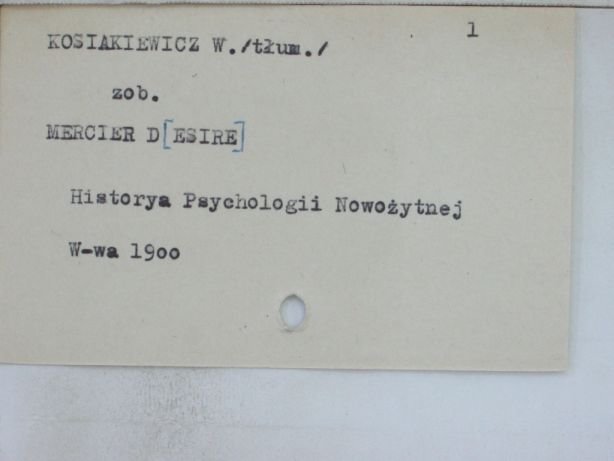 KOSIAKIEWICZ W./tłum./ 1
zob.
MERCIER D[ESIRE]
Historya Psychologii Nowożytnej
W-wa 1900